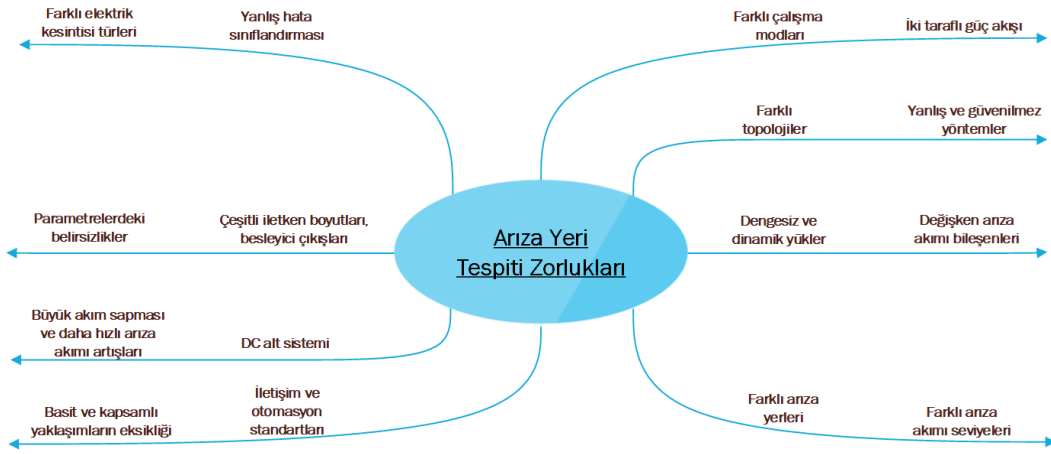 Farklı elektrik
kesintisi türleri
Yanlış hata
sınıflandırması
Farklı çalışma
modları
İki taraflı güç akışı
Farklı
topolojiler
Yanlış ve güvenilmez
yöntemler
Parametrelerdeki
belirsizlikler
Çeşitli iletken boyutları,
besleyici çıkışları
Arıza Yeri
Tespiti Zorlukları
Dengesiz ve
dinamik yükler
Değişken arıza
akımı bileşenleri
Büyük akım sapması
ve daha hızlı arıza
akımı artışları
DC alt sistemi
Basit ve kapsamlı
yaklaşımların eksikliği
İletişim ve
otomasyon
standartları
Farklı arıza
yerleri
Farklı arıza
akımı seviyeleri